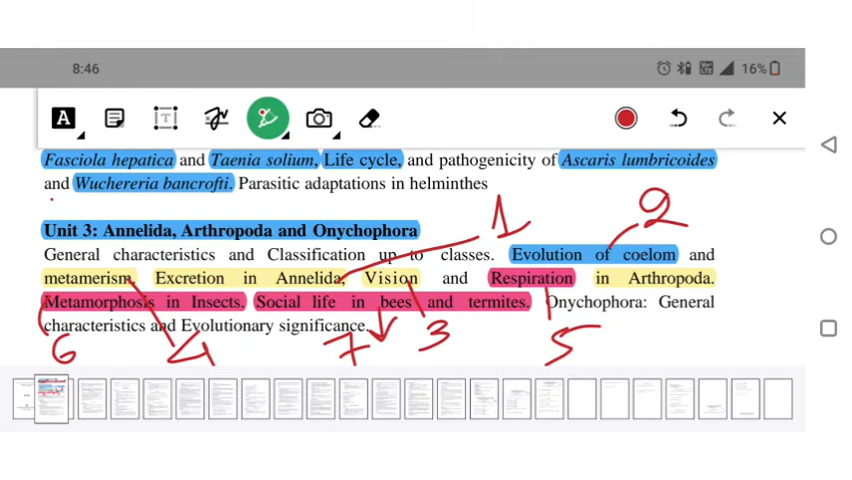 8:46
16%
A
T
Fasciola hepatica and Taenia solium, Life cycle, and pathogenicity of Ascaris lumbricoides
and Wuchereria bancrofti. Parasitic adaptations in helminthes
Unit 3: Annelida, Arthropoda and Onychophora
1
2
General characteristics and Classification up to classes. Evolution of coelom and
metamerism, Excretion in Annelida, Vision and Respiration in Arthropoda.
Metamorphosis in Insects. Social life in bees and termites. Onychophora: General
characteristics and Evolutionary significance.
6
4
7
3
5